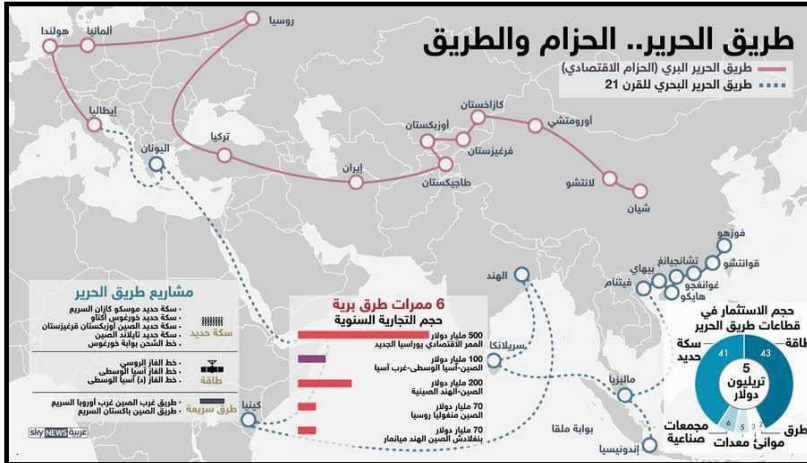 طريق الحرير.. الحزام والطريق
طريق الحرير البري (الحزام الاقتصادي)
طريق الحرير البحري للقرن 21
روسيا
ألمانيا
هولندا
إيطاليا
اليونان
تركيا
إيران
كازاخستان
أوزبكستان
قرغيزستان
طاجيكستان
أورومتشي
لانتشو
شيان
فوزهو
قوانتشو
تشانجيانغ
غوانغجو
بيهاي
هايكو
فيتنام
الهند
سريلانكا
ماليزيا
بوابة ملقا
إندونيسيا
كينيا
مشاريع طريق الحرير
سكة حديد
• سكة حديد موسكو كازان السريع
• سكة حديد خورغوس أكتاو
• سكة حديد الصين أوزبكستان قرغيزستان
• سكة حديد تايلاند الصين
• خط الشحن بوابة خورغوس
طاقة
• خط الغاز الروسي
• خط الغاز آسيا الوسطى
• خط الغاز (د) آسيا الوسطى
طرق سريعة
• طريق غرب الصين غرب أوروبا السريع
• طريق الصين باكستان السريع
6 ممرات طرق برية
حجم التجارية السنوية
500 مليار دولار
الممر الاقتصادي يوراسيا الجديد
100 مليار دولار
الصين-آسيا الوسطى-غرب آسيا
200 مليار دولار
الصين-الهند الصينية
70 مليار دولار
الصين منغوليا روسيا
70 مليار دولار
بنغلادش الصين الهند ميانمار
حجم الاستثمار في
قطاعات طريق الحرير
طاقة
43
سكة
حديد
41
5
تريليون
دولار
مجمعات
صناعية
6
معدات
5
موانئ
3
طرق
sky NEWS عربية